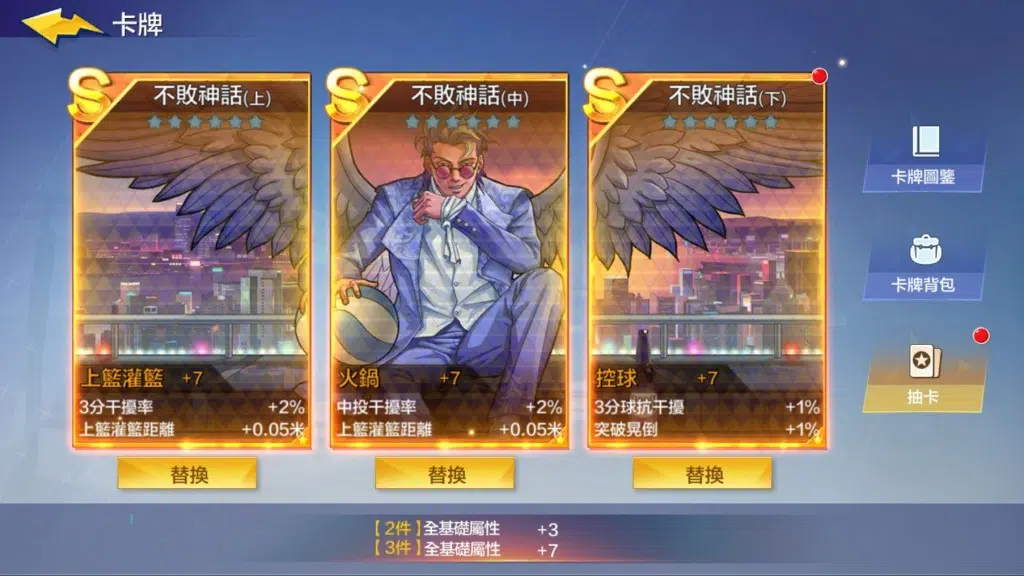 卡牌
S
不敗神話(上)
上籃灌籃 +7
3分干擾率 +2%
上籃灌籃距離 +0.05米
替換
S
不敗神話(中)
火鍋 +7
中投干擾率 +2%
上籃灌籃距離 +0.05米
替換
S
不敗神話(下)
控球 +7
3分球抗干擾 +1%
突破晃倒 +1%
替換
卡牌圖鑒
卡牌背包
抽卡
【2件】全基礎屬性 +3
【3件】全基礎屬性 +7